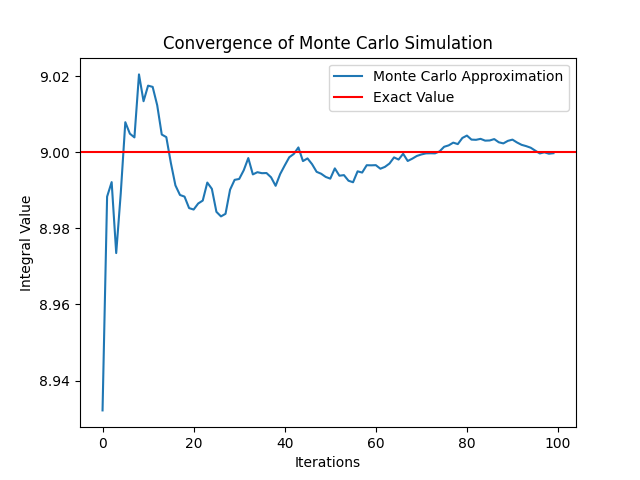 Convergence of Monte Carlo Simulation
Monte Carlo Approximation
Exact Value
Integral Value
9.02
9.00
8.98
8.96
8.94
0 20 40 60 80 100
Iterations